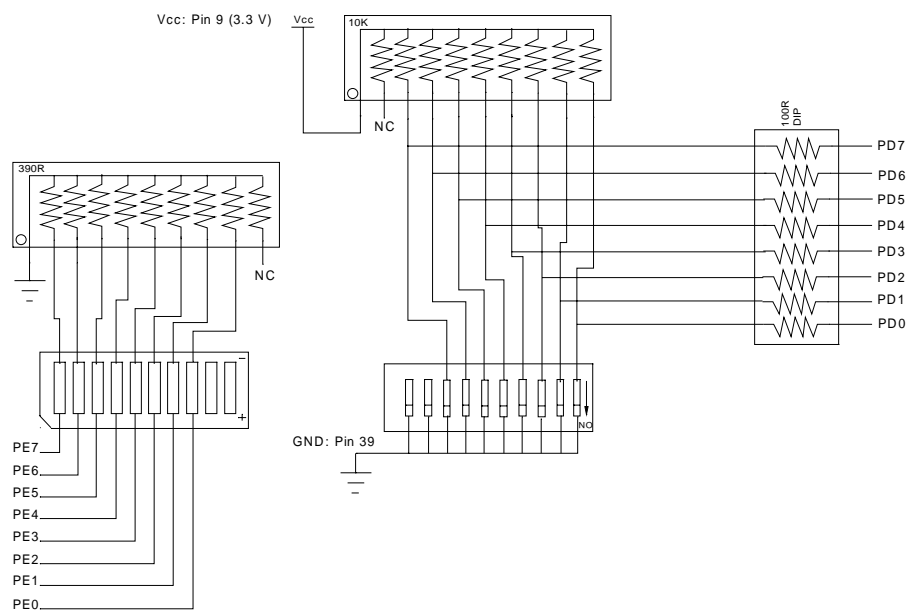 Vcc: Pin 9 (3.3 V)
Vcc
10K
NC
100R
DIP
PD7
PD6
PD5
PD4
PD3
PD2
PD1
PD0
390R
NC
-
+
NO
GND: Pin 39
PE7
PE6
PE5
PE4
PE3
PE2
PE1
PE0